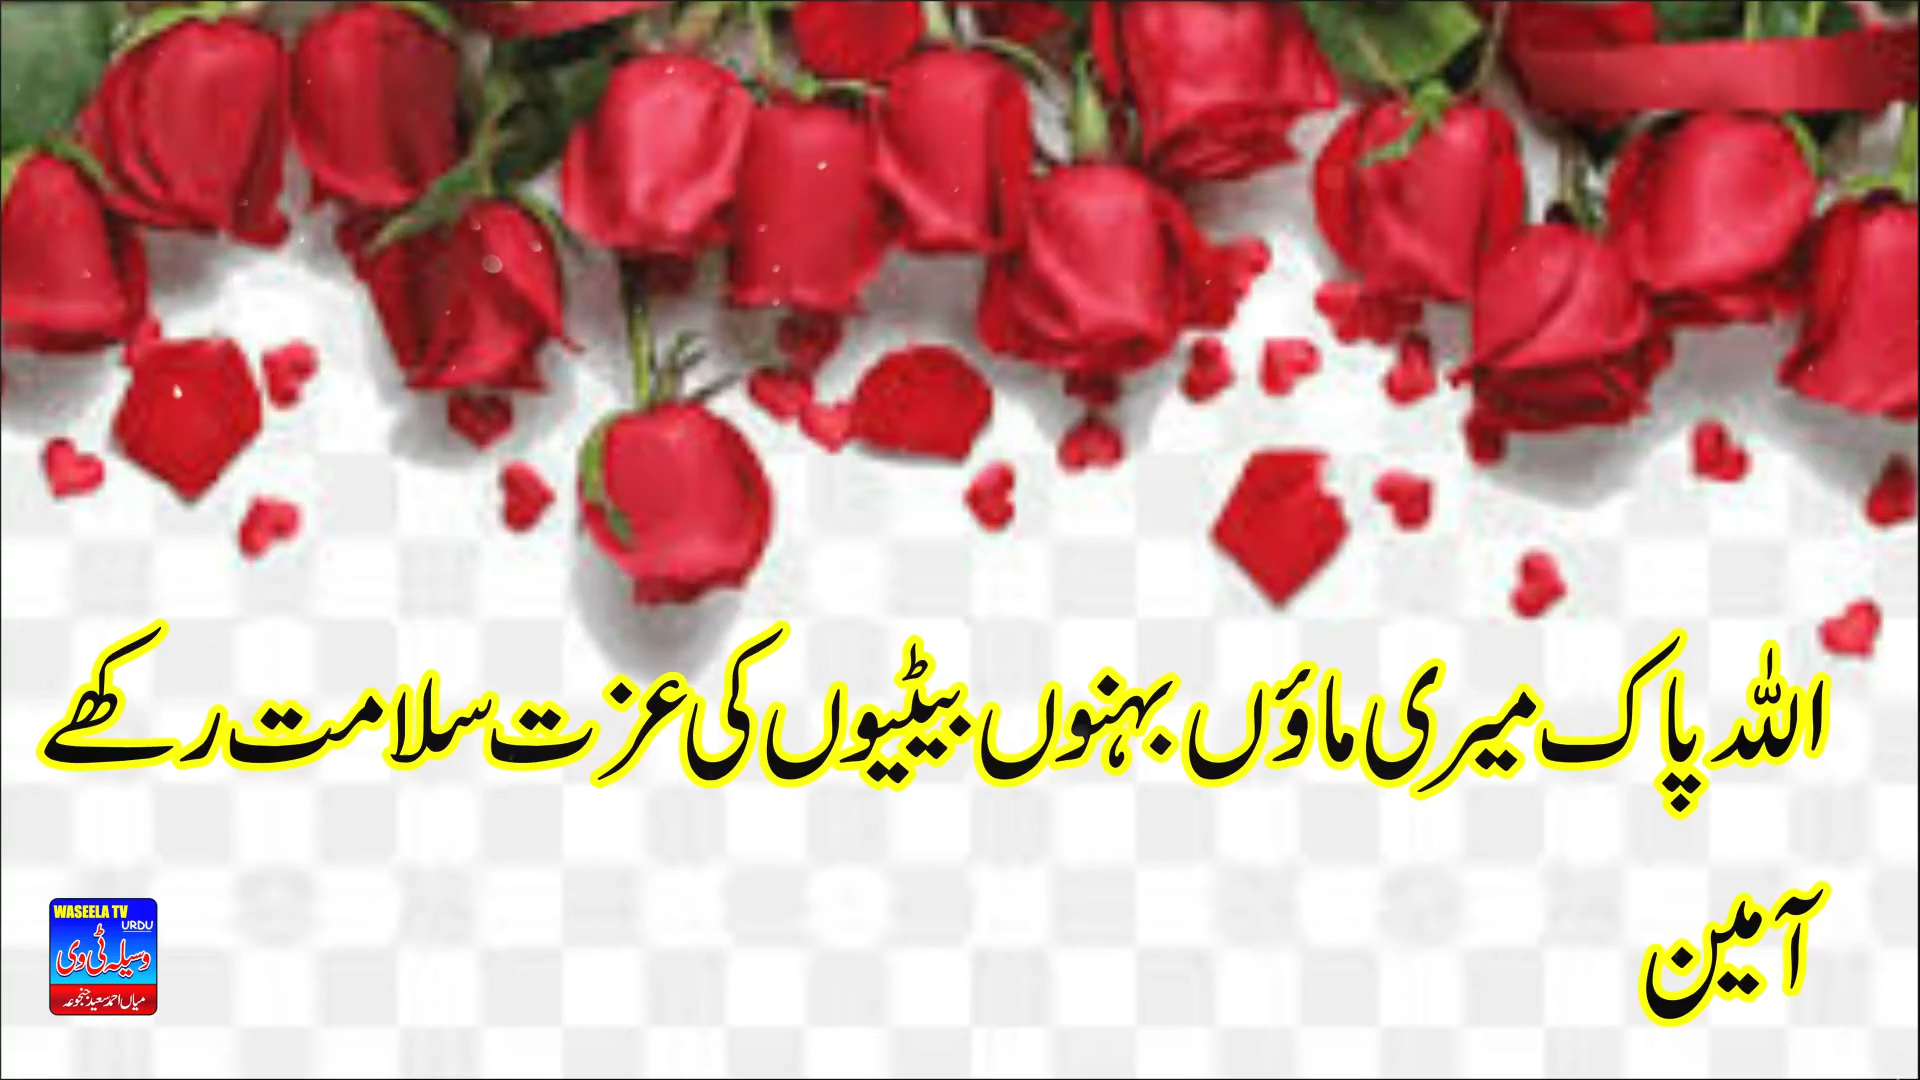 اللہ پاک میری ماؤں بہنوں بیٹیوں کی عزت سلامت رکھے
آمین
WASEELA TV
URDU
وسیلہ ٹی وی
میاں احمد سعید جنجوعہ